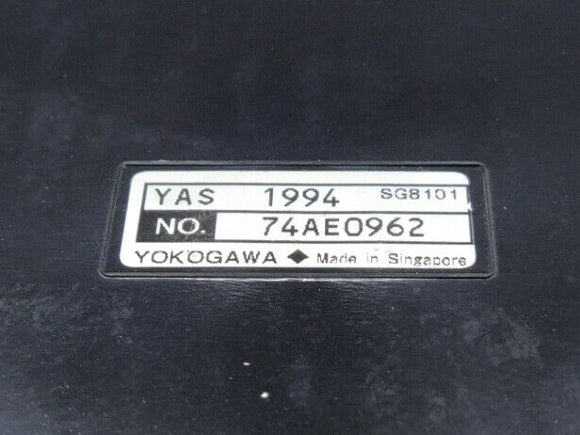 YAS 1994 SG8101
NO. 74AE0962
YOKOGAWA ◆ Made in Singapore